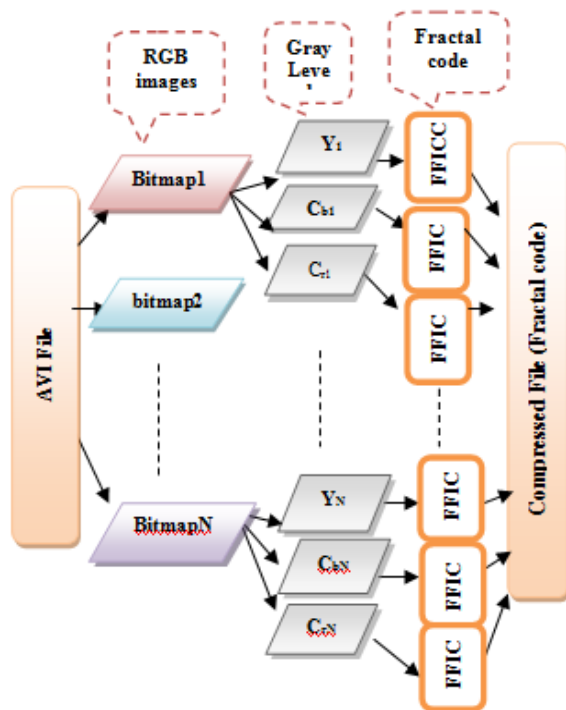 RGB
images
Gray
Leve
l
Fractal
code
AVI File
Bitmap1
bitmap2
BitmapN
Y1
Cb1
Cr1
YN
CbN
CrN
FFICC
FFIC
FFIC
FFIC
FFIC
FFIC
Compressed File (Fractal code)